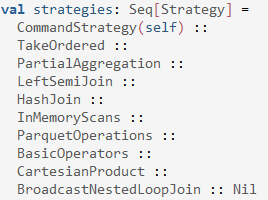 val strategies: Seq[Strategy] =
CommandStrategy(self) ::
TakeOrdered ::
PartialAggregation ::
LeftSemiJoin ::
HashJoin ::
InMemoryScans ::
ParquetOperations ::
BasicOperators ::
CartesianProduct ::
BroadcastNestedLoopJoin :: Nil